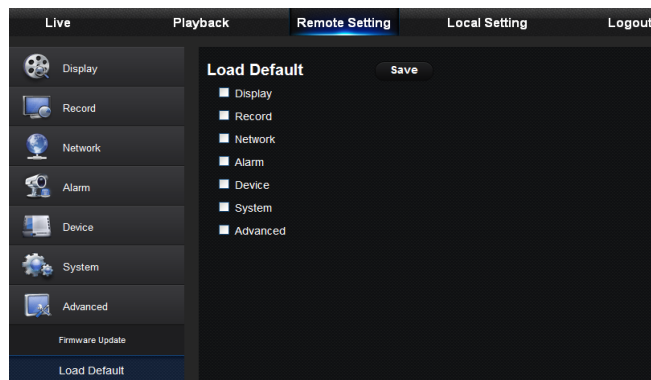 Live Playback Remote Setting Local Setting Logout
Display
Record
Network
Alarm
Device
System
Advanced
Firmware Update
Load Default
Load Default Save
Display
Record
Network
Alarm
Device
System
Advanced